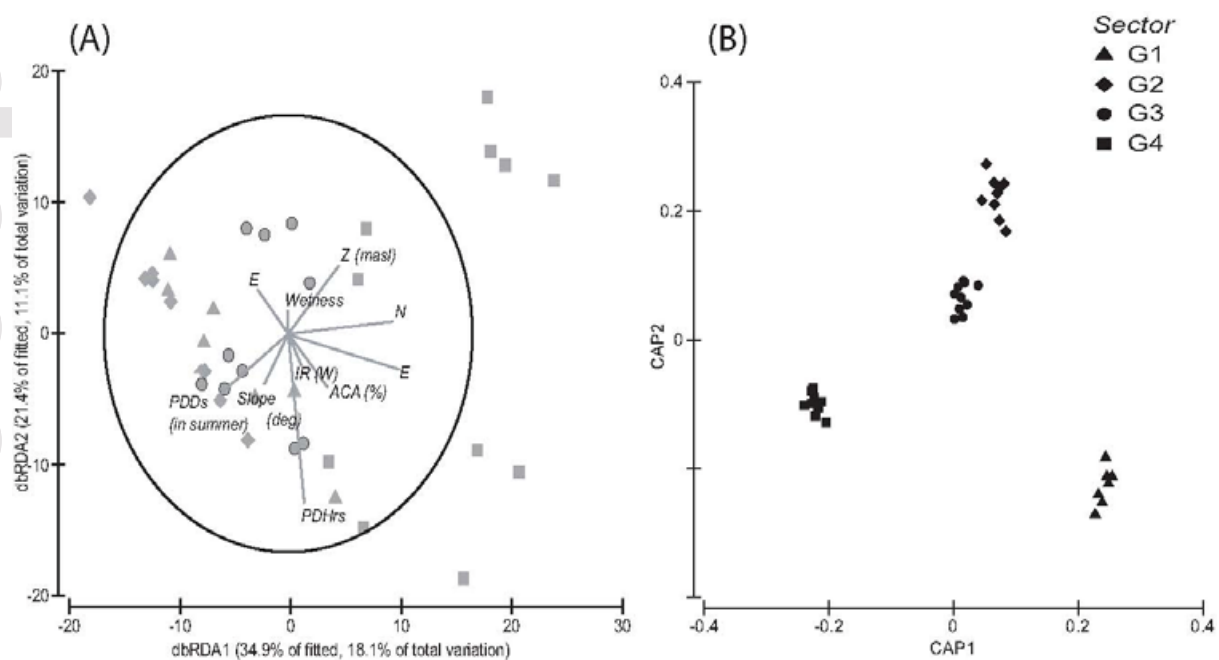 (A)
20
10
0
-10
-20
dbRDA2 (21.4% of fitted, 11.1% of total variation)
Z (masl)
E
Wetness
N
IR (W)
E
ACA (%)
PDDs
(in summer)
Slope
(deg)
PDHrs
-20
-10
0
10
20
30
dbRDA1 (34.9% of fitted, 18.1% of total variation)
(B)
Sector
G1
G2
G3
G4
0.4
0.2
0
CAP2
-0.4
-0.2
0
0.2
0.4
CAP1